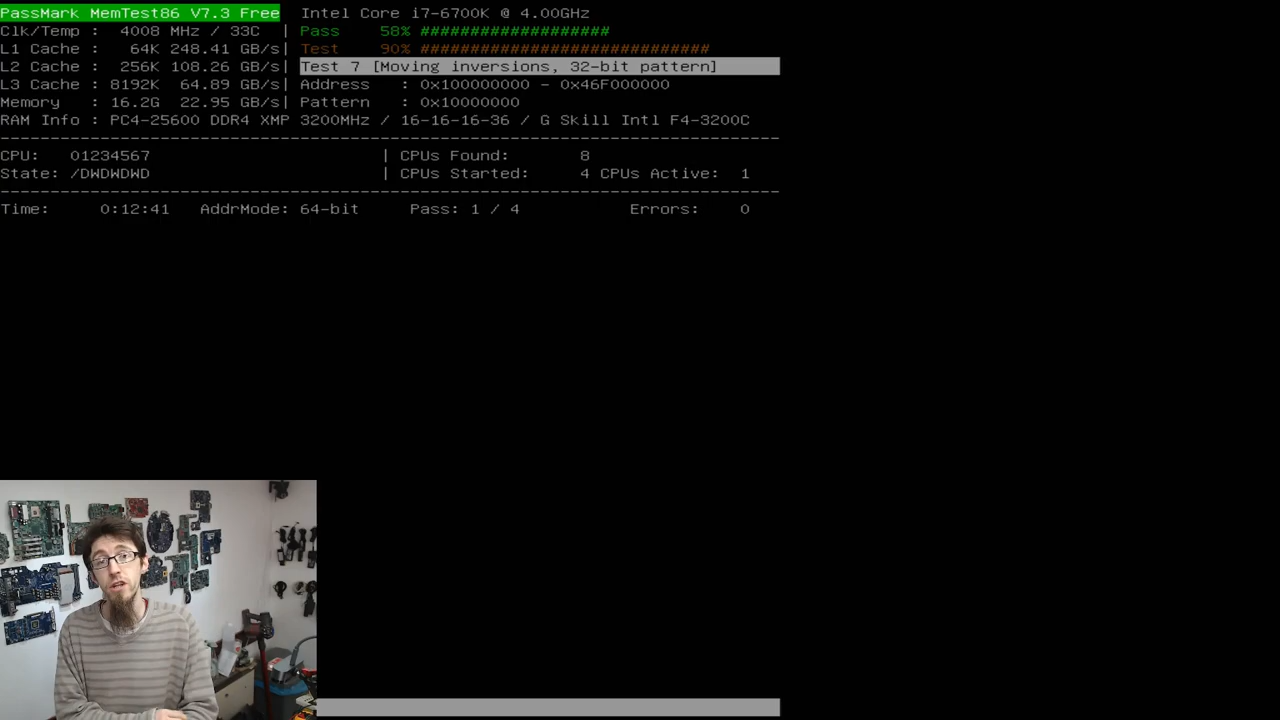 PassMark MemTest86 V7.3 Free   Intel Core i7-6700K @ 4.00GHz
Clk/Temp :  4008 MHz / 33C  | Pass    58% ###################
L1 Cache :    64K 248.41 GB/s| Test    90% #############################
L2 Cache :   256K 108.26 GB/s| Test 7 [Moving inversions, 32-bit pattern]
L3 Cache : 8192K  64.89 GB/s| Address   : 0x100000000 - 0x46F000000
Memory   : 16.2G  22.95 GB/s| Pattern   : 0x10000000
RAM Info : PC4-25600 DDR4 XMP 3200MHz / 16-16-16-36 / G Skill Intl F4-3200C
CPU:   01234567                       | CPUs Found:       8
State: /DWDWDWD                       | CPUs Started:     4 CPUs Active:  1
Time:     0:12:41   AddrMode: 64-bit     Pass: 1 / 4           Errors:    0